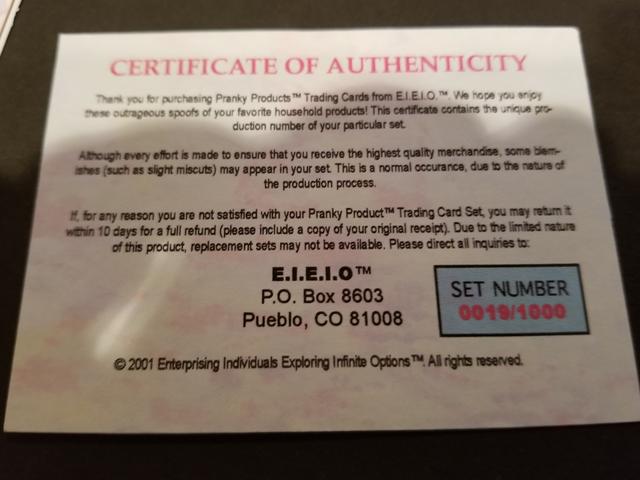 CERTIFICATE OF AUTHENTICITY
Thank you for purchasing Pranky Products™ Trading Cards from E.I.E.I.O.™. We hope you enjoy
these outrageous spoofs of your favorite household products! This certificate contains the unique pro-
duction number of your particular set.
Although every effort is made to ensure that you receive the highest quality merchandise, some blem-
ishes (such as slight miscuts) may appear in your set. This is a normal occurance, due to the nature of
the production process.
If, for any reason you are not satisfied with your Pranky Product™ Trading Card Set, you may return it
within 10 days for a full refund (please include a copy of your original receipt). Due to the limited nature
of this product, replacement sets may not be available. Please direct all inquiries to:
E.I.E.I.O™
P.O. Box 8603
Pueblo, CO 81008
SET NUMBER
0019/1000
© 2001 Enterprising Individuals Exploring Infinite Options™. All rights reserved.